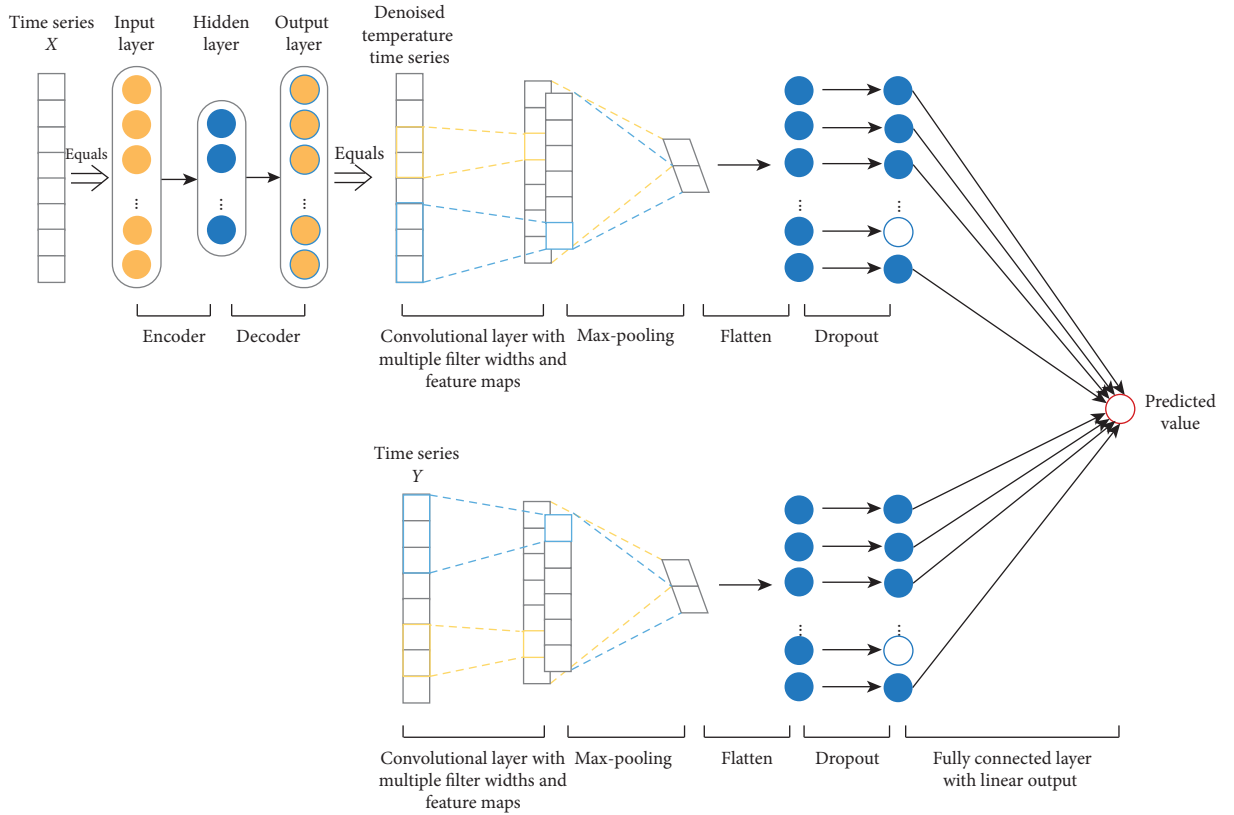 Time series
X
Input
layer
Hidden
layer
Output
layer
Denoised
temperature
time series
Equals
...
...
...
Equals
...
...
Encoder
Decoder
Convolutional layer with
multiple filter widths and
feature maps
Max-pooling
Flatten
Dropout
Predicted
value
Time series
Y
...
...
Convolutional layer with
multiple filter widths and
feature maps
Max-pooling
Flatten
Dropout
Fully connected layer
with linear output